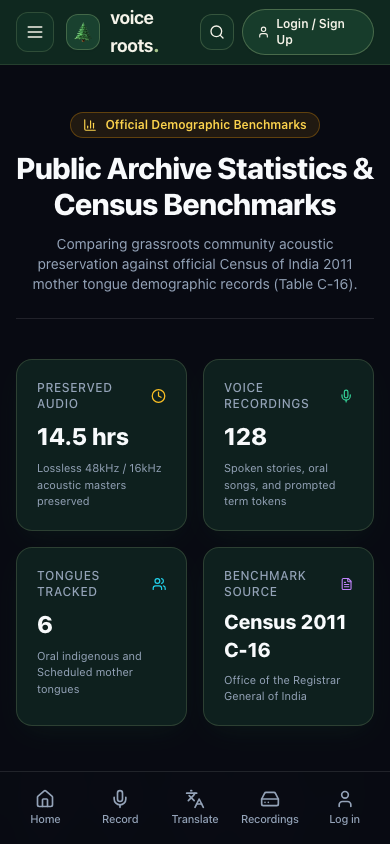 voice
roots.
Login / Sign
Up
Official Demographic Benchmarks
Public Archive Statistics &
Census Benchmarks
Comparing grassroots community acoustic
preservation against official Census of India 2011
mother tongue demographic records (Table C-16).
PRESERVED
AUDIO
14.5 hrs
Lossless 48kHz / 16kHz
acoustic masters
preserved
VOICE
RECORDINGS
128
Spoken stories, oral
songs, and prompted
term tokens
TONGUES
TRACKED
6
Oral indigenous and
Scheduled mother
tongues
BENCHMARK
SOURCE
Census 2011
C-16
Office of the Registrar
General of India
Home
Record
Translate
Recordings
Log in